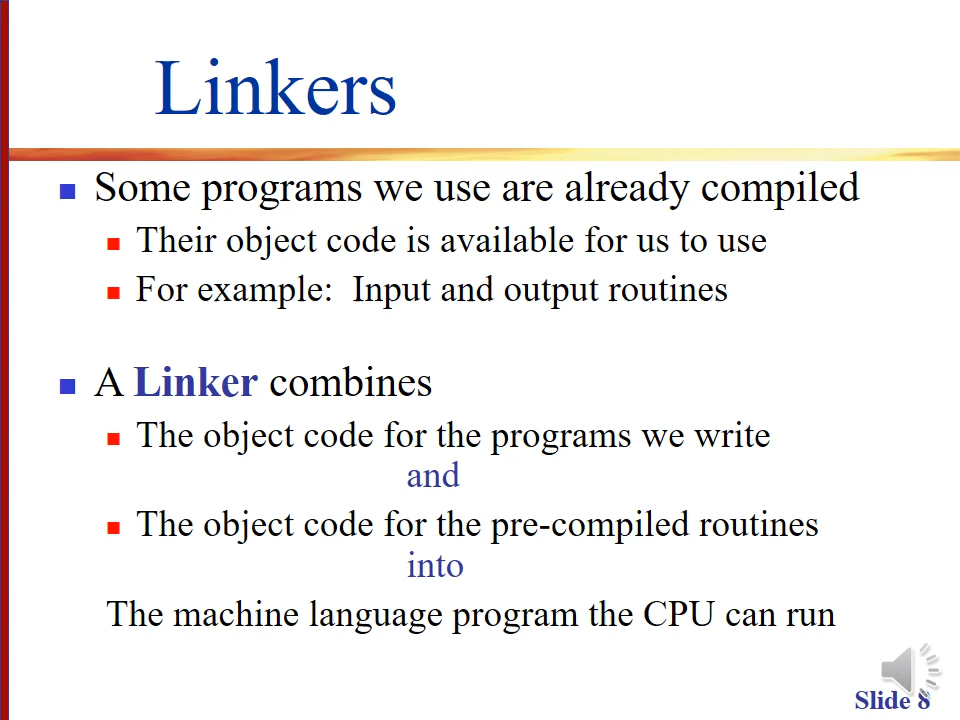 Linkers
Some programs we use are already compiled
Their object code is available for us to use
For example: Input and output routines
A Linker combines
The object code for the programs we write
and
The object code for the pre-compiled routines
into
The machine language program the CPU can run
Slide 8